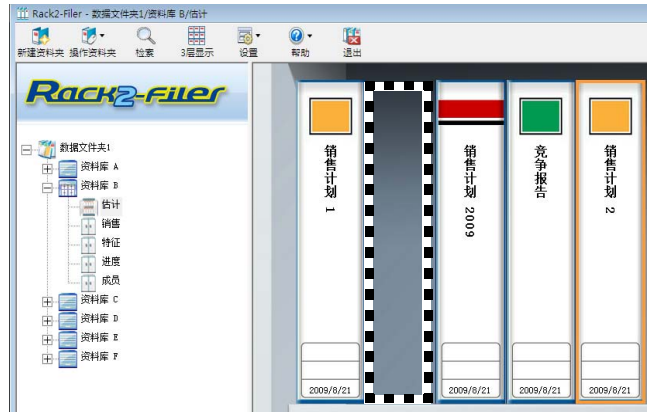 Rack2-Filer - 数据文件夹1/资料库 B/估计
新建资料夹 操作资料夹 检索 3层显示 设置 帮助 退出
Rack2-Filer
数据文件夹1
资料库 A
资料库 B
估计
销售
特征
进度
成员
资料库 C
资料库 D
资料库 E
资料库 F
销售计划 1
销售计划 2009
竞争报告
销售计划 2
2009/8/21
2009/8/21
2009/8/21
2009/8/21